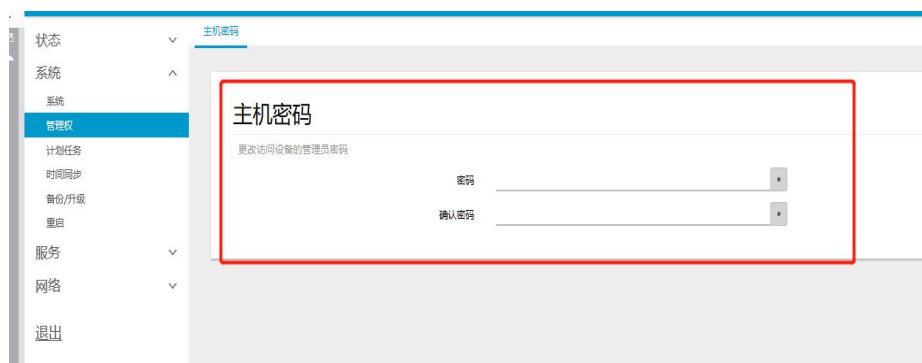 状态
系统
系统
管理权
计划任务
时间同步
备份/升级
重启
服务
网络
退出
主机密码
主机密码
更改访问设备的管理员密码
密码
*
确认密码
*